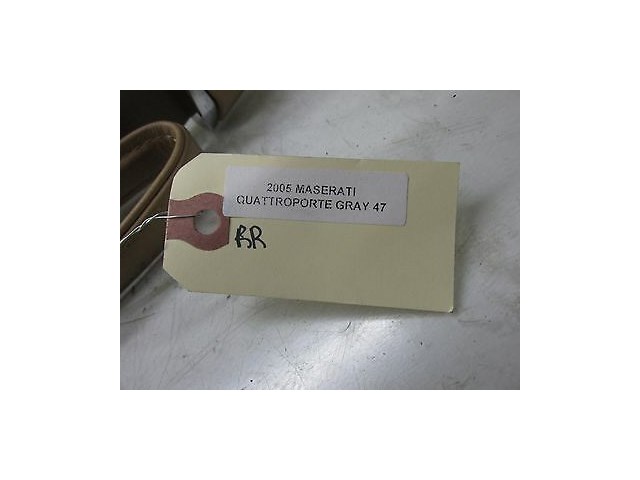 2005 MASERATI
QUATTROPORTE GRAY 47
RR